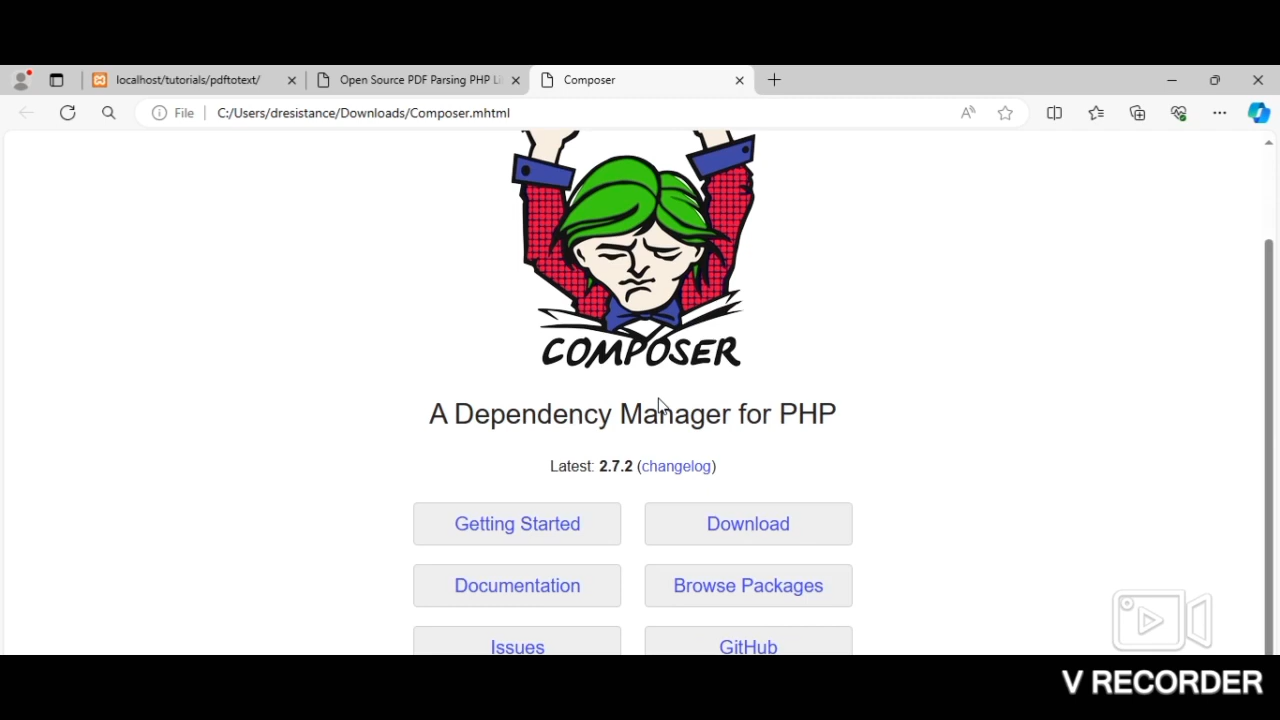 localhost/tutorials/pdftotext/
Open Source PDF Parsing PHP Li
Composer
File
C:/Users/dresistance/Downloads/Composer.mhtml
COMPOSER
A Dependency Manager for PHP
Latest: 2.7.2 (changelog)
Getting Started
Download
Documentation
Browse Packages
Issues
GitHub
V RECORDER